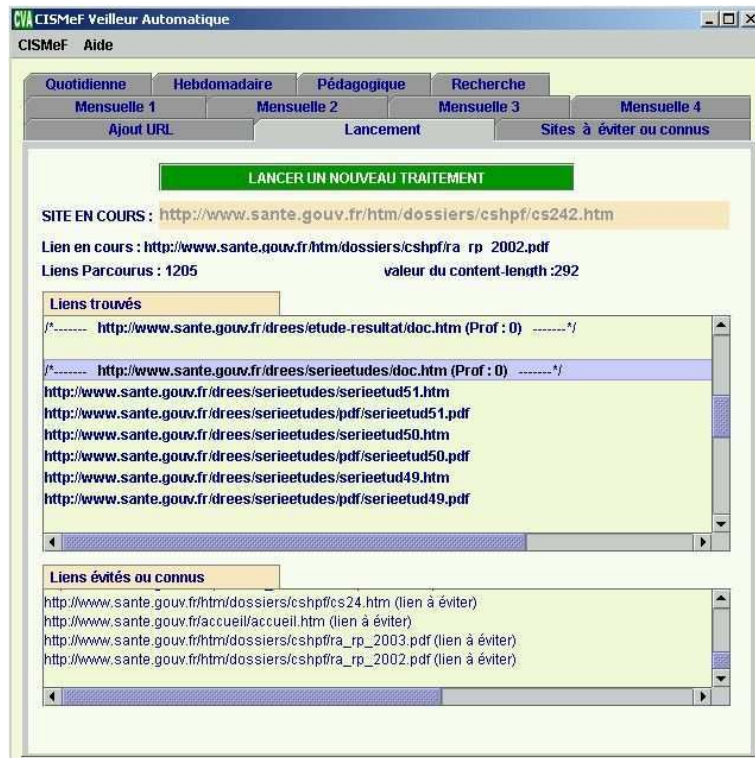 CVA CISMeF Veilleur Automatique
CISMeF Aide
Quotidienne Hebdomadaire Pédagogique Recherche
Mensuelle 1 Mensuelle 2 Mensuelle 3 Mensuelle 4
Ajout URL Lancement Sites à éviter ou connus
LANCER UN NOUVEAU TRAITEMENT
SITE EN COURS : http://www.sante.gouv.fr/htm/dossiers/cshpf/cs242.htm
Lien en cours : http://www.sante.gouv.fr/htm/dossiers/cshpf/ra_rp_2002.pdf
Liens Parcourus : 1205 valeur du content-length :292
Liens trouvés
/*------- http://www.sante.gouv.fr/drees/etude-resultat/doc.htm (Prof : 0) -------*/
/*------- http://www.sante.gouv.fr/drees/serieetudes/doc.htm (Prof : 0) -------*/
http://www.sante.gouv.fr/drees/serieetudes/serieetud51.htm
http://www.sante.gouv.fr/drees/serieetudes/pdf/serieetud51.pdf
http://www.sante.gouv.fr/drees/serieetudes/serieetud50.htm
http://www.sante.gouv.fr/drees/serieetudes/pdf/serieetud50.pdf
http://www.sante.gouv.fr/drees/serieetudes/serieetud49.htm
http://www.sante.gouv.fr/drees/serieetudes/pdf/serieetud49.pdf
Liens évités ou connus
http://www.sante.gouv.fr/htm/dossiers/cshpf/cs24.htm (lien à éviter)
http://www.sante.gouv.fr/accueil/accueil.htm (lien à éviter)
http://www.sante.gouv.fr/htm/dossiers/cshpf/ra_rp_2003.pdf (lien à éviter)
http://www.sante.gouv.fr/htm/dossiers/cshpf/ra_rp_2002.pdf (lien à éviter)